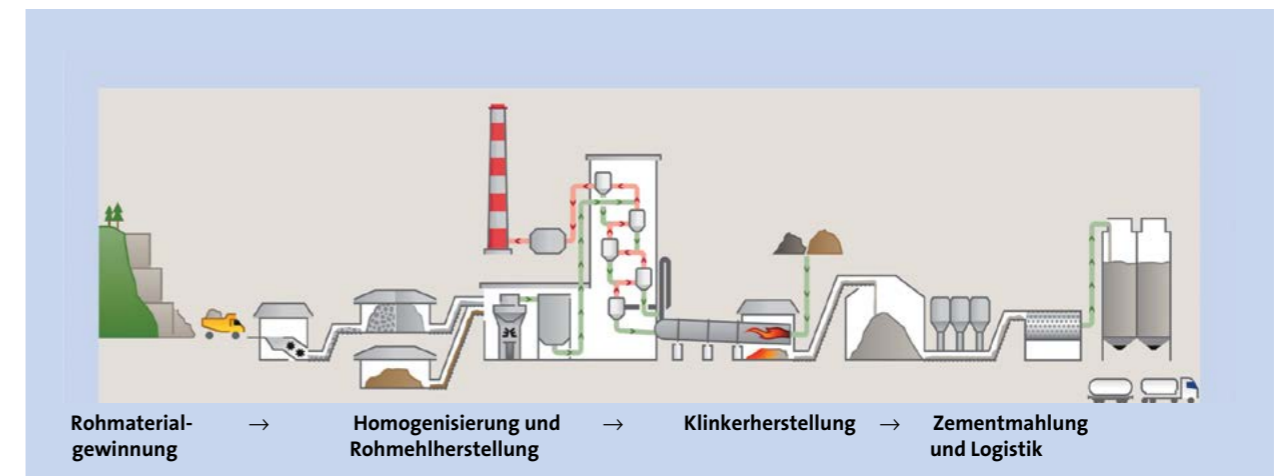 Rohmaterial- → Homogenisierung und → Klinkerherstellung → Zementmahlung
gewinnung Rohmehlherstellung und Logistik